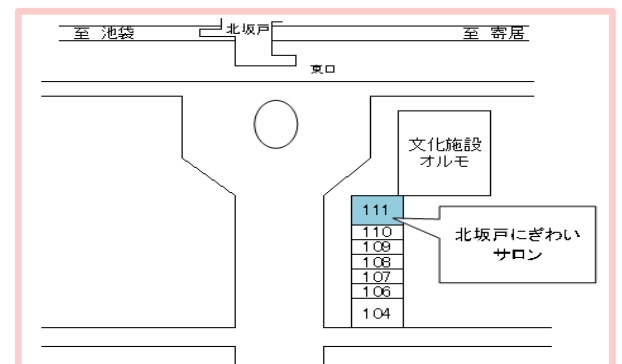 至 池袋
北坂戸
至 寄居
東口
文化施設
オルモ
111
110
109
108
107
106
104
北坂戸にぎわい
サロン